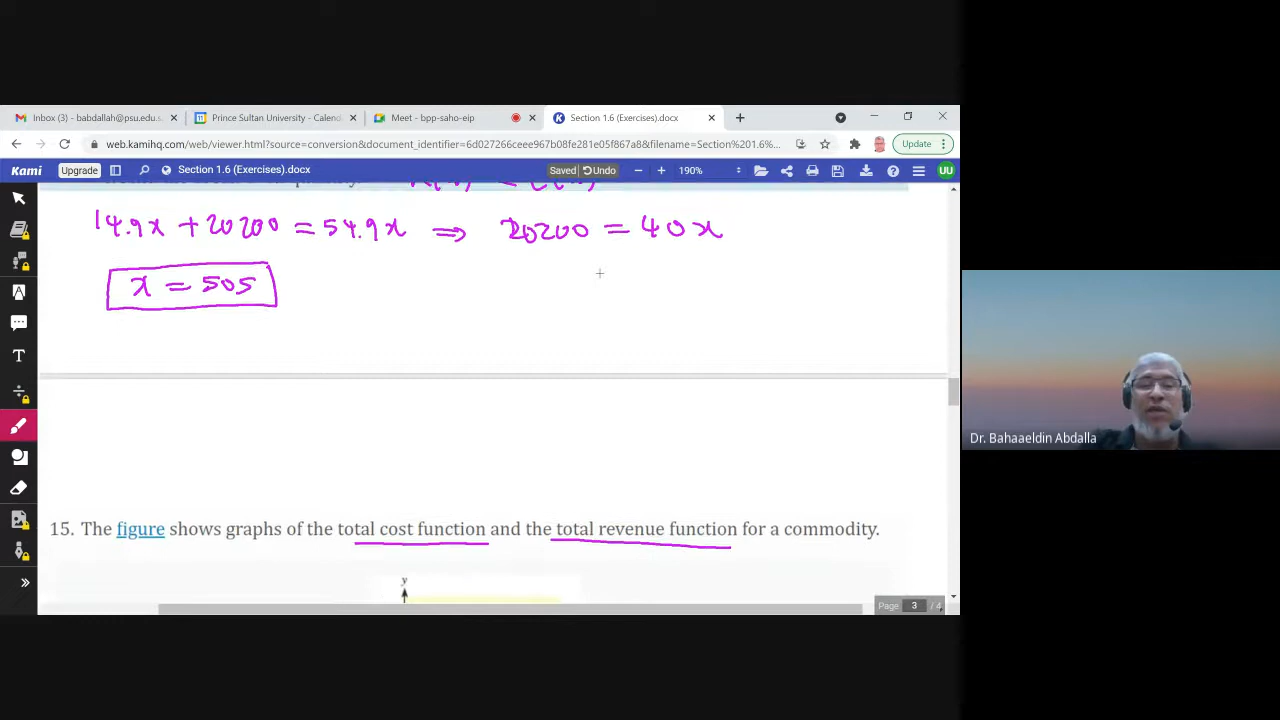 Inbox (3) - babdallah@psu.edu.s
Prince Sultan University - Calend
Meet - bpp-saho-eip
Section 1.6 (Exercises).docx
web.kamihq.com/web/viewer.html?source=conversion&document_identifier=6d027266ceee967b08fe281e05f867a8&filename=Section%201.6%...
Update
Kami
Upgrade
Section 1.6 (Exercises).docx
Saved
Undo
190%
UU
14.9x + 20200 = 54.9x ⇒ 20200 = 40x
x = 505
Dr. Bahaaeldin Abdalla
15. The figure shows graphs of the total cost function and the total revenue function for a commodity.
y
Page 3 / 4